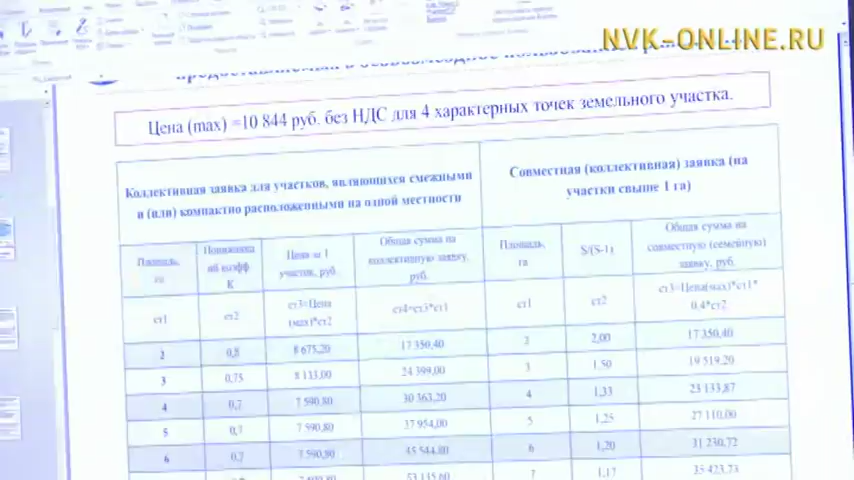 NVK-ONLINE.RU
Цена (max) =10 844 руб. без НДС для 4 характерных точек земельного участка.
Коллективная заявка для участков, являющихся смежными
и (или) компактно расположенными на одной местности
Совместная (коллективная) заявка (на
участки свыше 1 га)
Площадь, га
Понижающий коэфф К
Цена за 1 участок, руб.
Общая сумма на коллективную заявку, руб.
Площадь, га
S/(S-1)
Общая сумма на совместную (семейную) заявку, руб.
ст1 ст2 ст3=Цена (мах)*ст2 ст4=ст3*ст1 ст1 ст2 ст3=Цена(мах)*ст1* 0,4*ст2
2 0,8 8 675,20 17 350,40 2 2,00 17 350,40
3 0,75 8 133,00 24 399,00 3 1,50 19 519,20
4 0,7 7 590,80 30 363,20 4 1,33 23 133,87
5 0,7 7 590,80 37 954,00 5 1,25 27 110,00
6 0,7 7 590,80 45 544,80 6 1,20 31 230,72
53 135,60 7 1,17 35 423,73